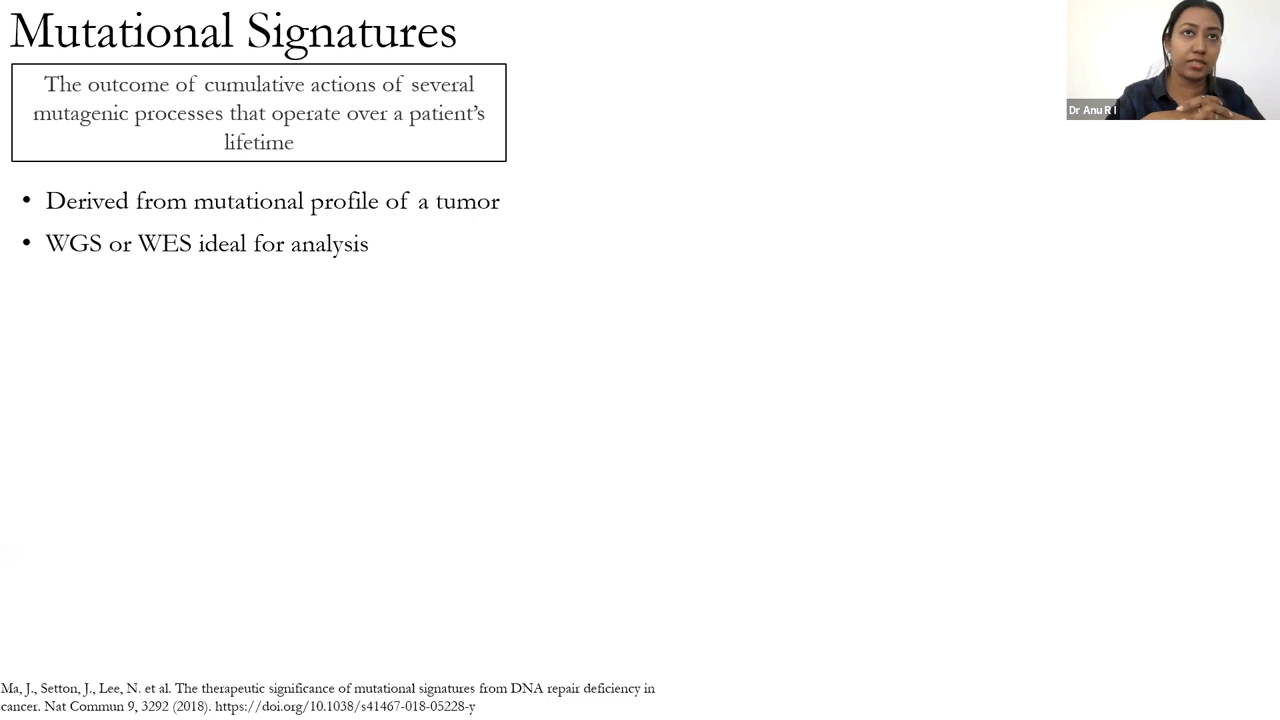 Mutational Signatures
The outcome of cumulative actions of several
mutagenic processes that operate over a patient's
lifetime
• Derived from mutational profile of a tumor
• WGS or WES ideal for analysis
Dr Anu R I
Ma, J., Setton, J., Lee, N. et al. The therapeutic significance of mutational signatures from DNA repair deficiency in
cancer. Nat Commun 9, 3292 (2018). https://doi.org/10.1038/s41467-018-05228-y